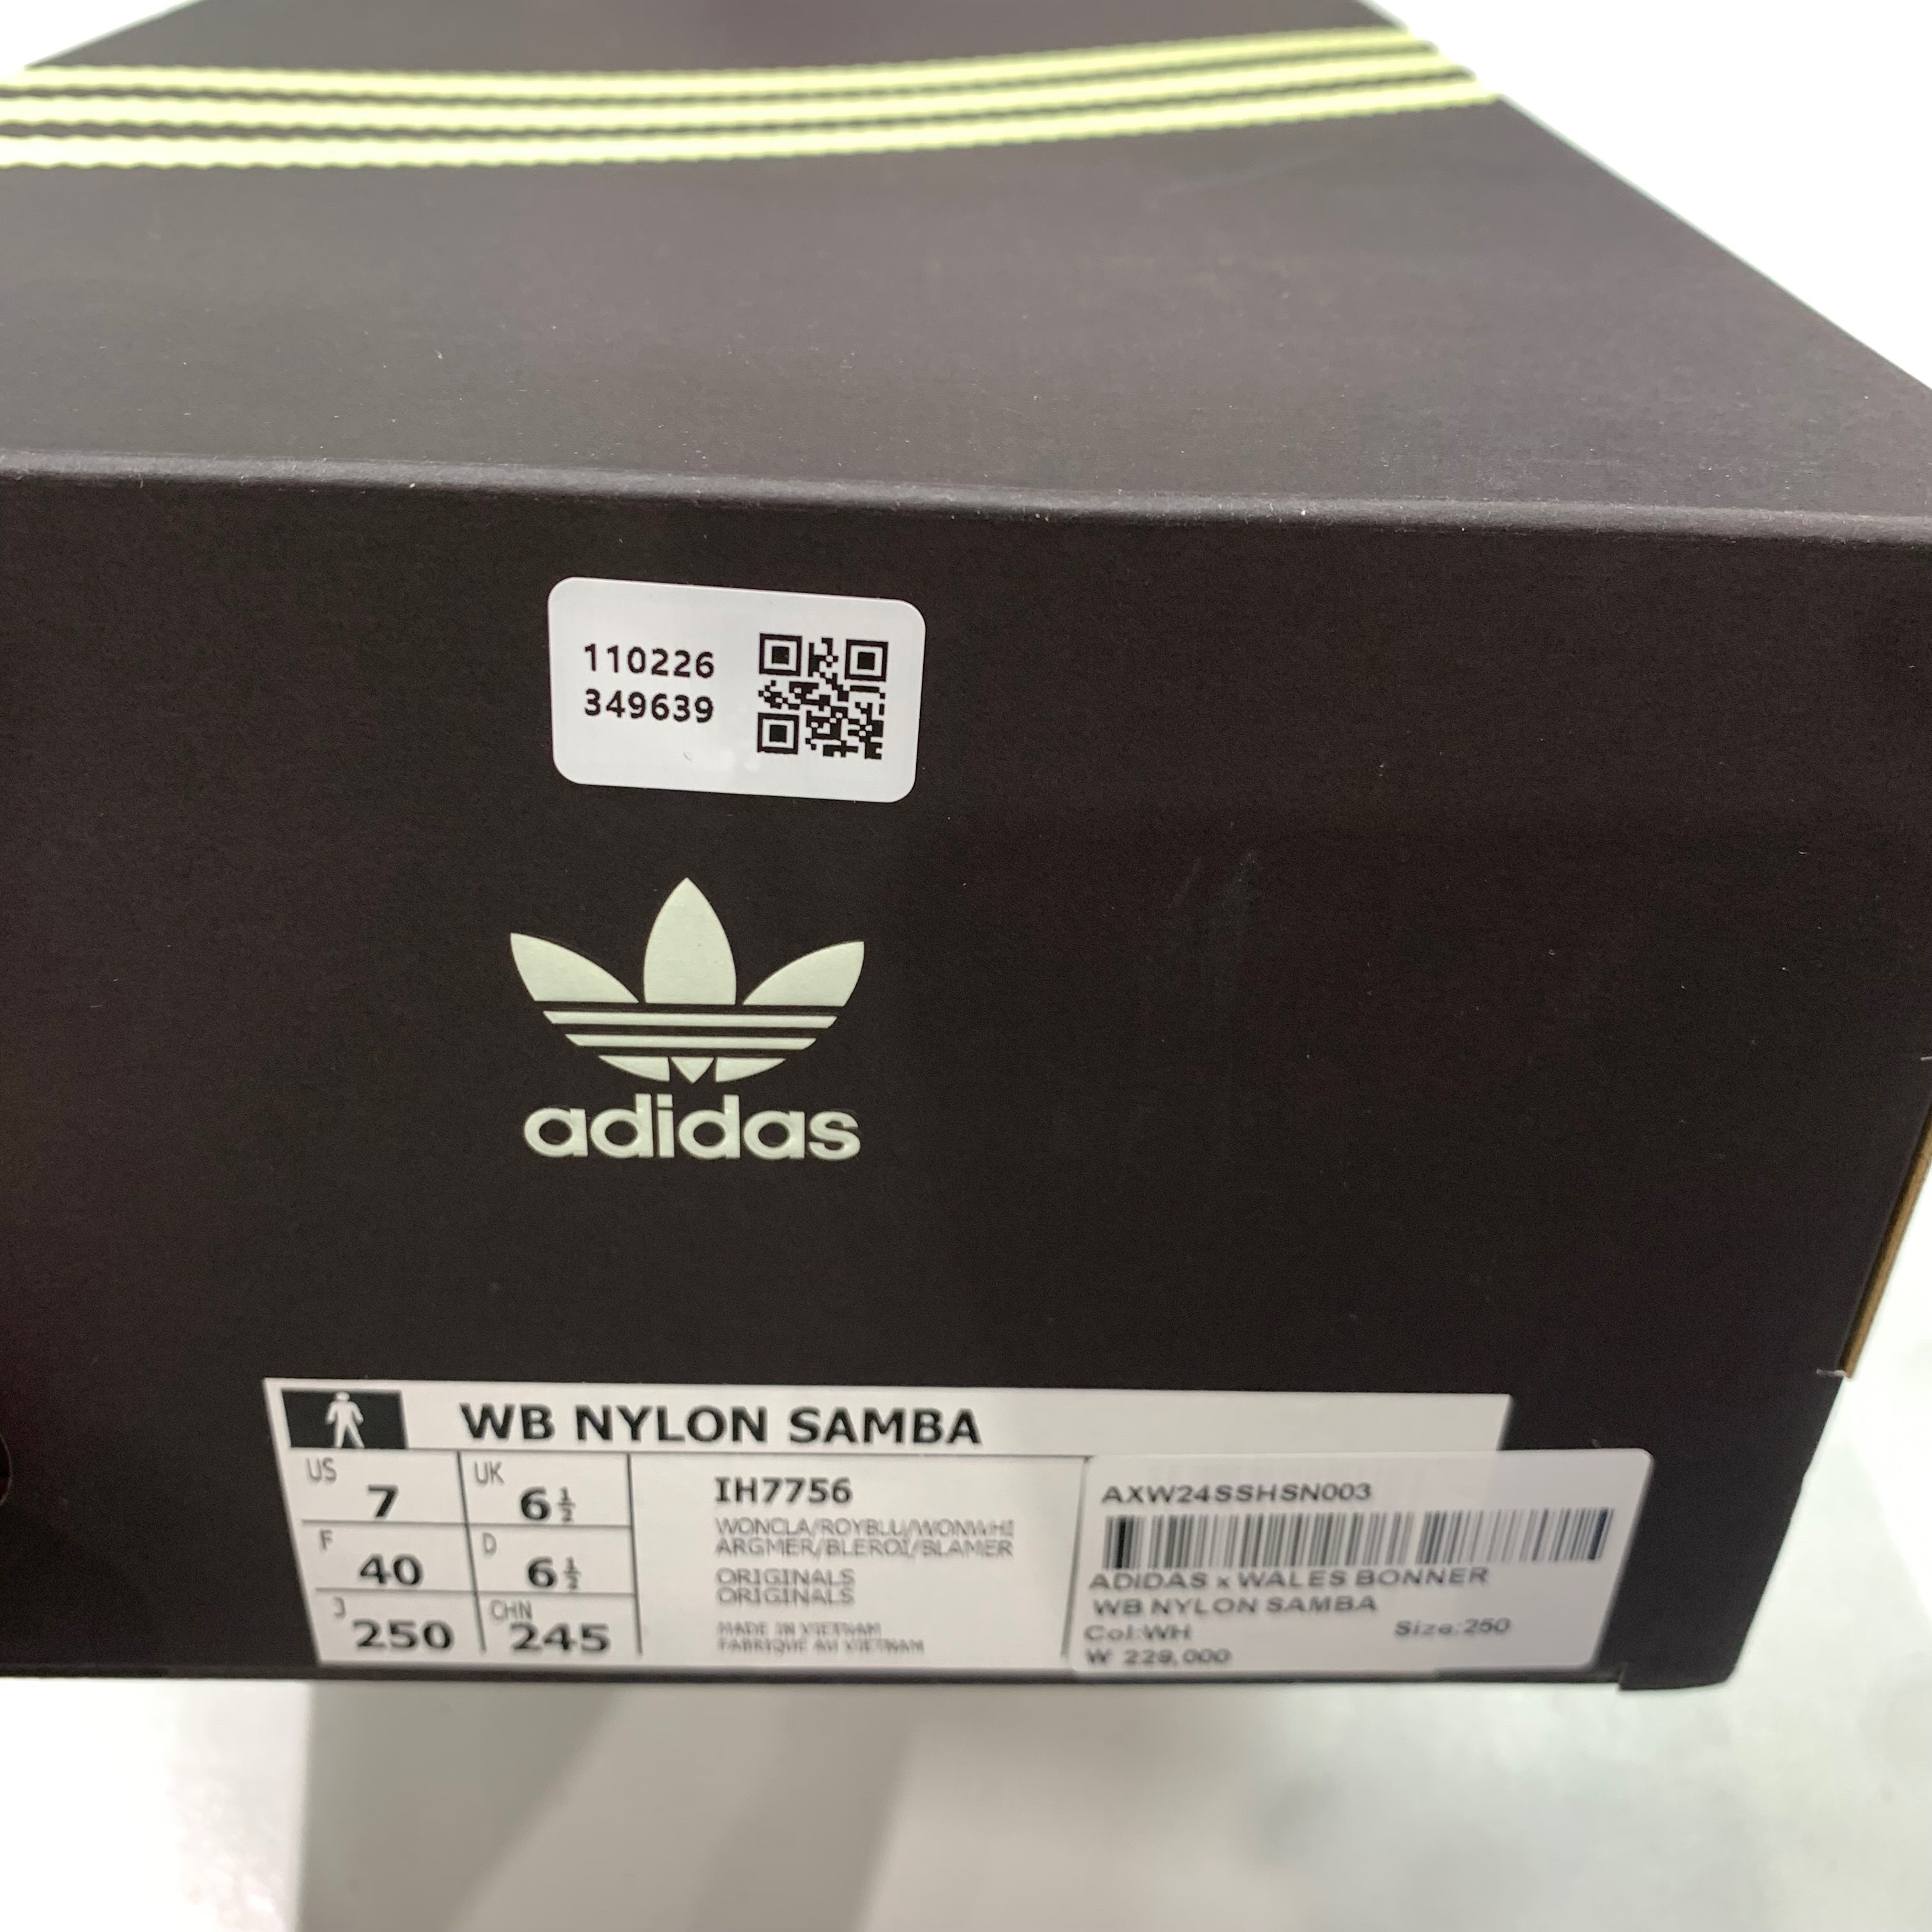 110226
349639
adidas
WB NYLON SAMBA
US 7 UK 6½
F 40 D 6½
J 250 CHN 245
IH7756
WONCLA/ROYBLU/WONWHI
ARGMER/BLEROI/BLAMER
ORIGINALS
ORIGINALS
MADE IN VIETNAM
FABRIQUE AU VIETNAM
AXW24SSHSN003
ADIDAS x WALES BONNER
WB NYLON SAMBA
Col:WH Size:250
W 229,000